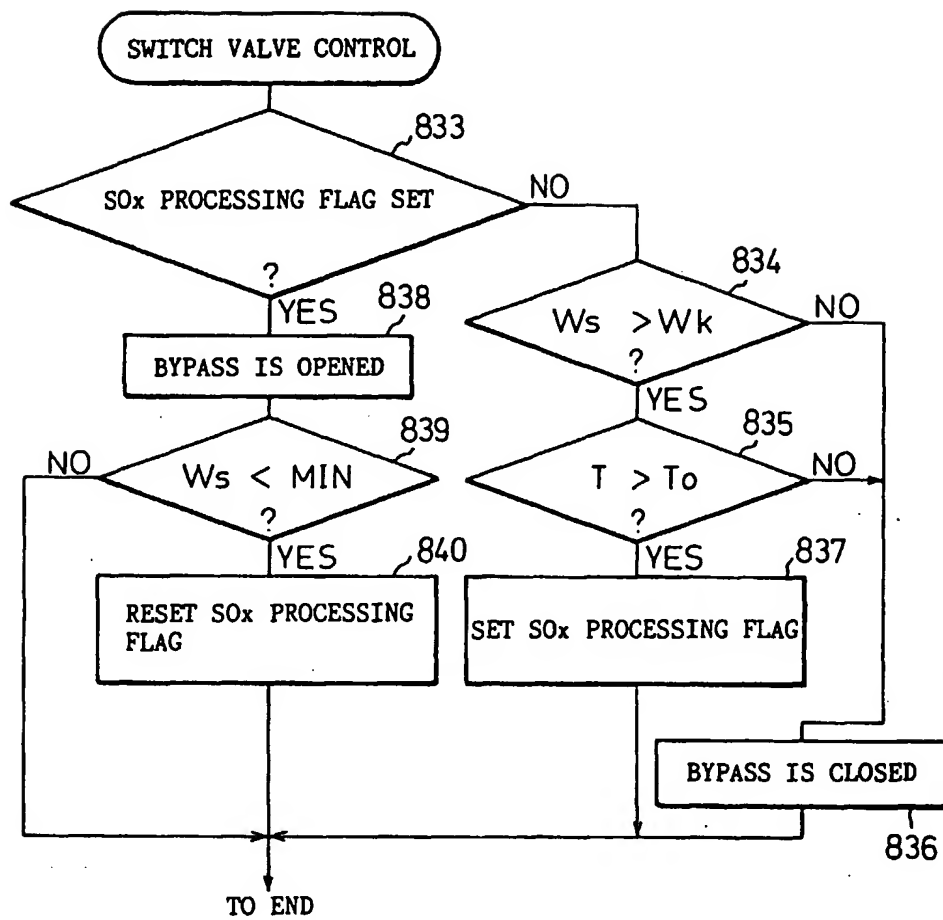 SWITCH VALVE CONTROL
833
SOx PROCESSING FLAG SET
?
NO
YES
834
Ws > Wk
?
NO
YES
838
BYPASS IS OPENED
839
Ws < MIN
?
NO
YES
835
T > To
?
NO
YES
840
RESET SOx PROCESSING
FLAG
837
SET SOx PROCESSING FLAG
BYPASS IS CLOSED
836
TO END